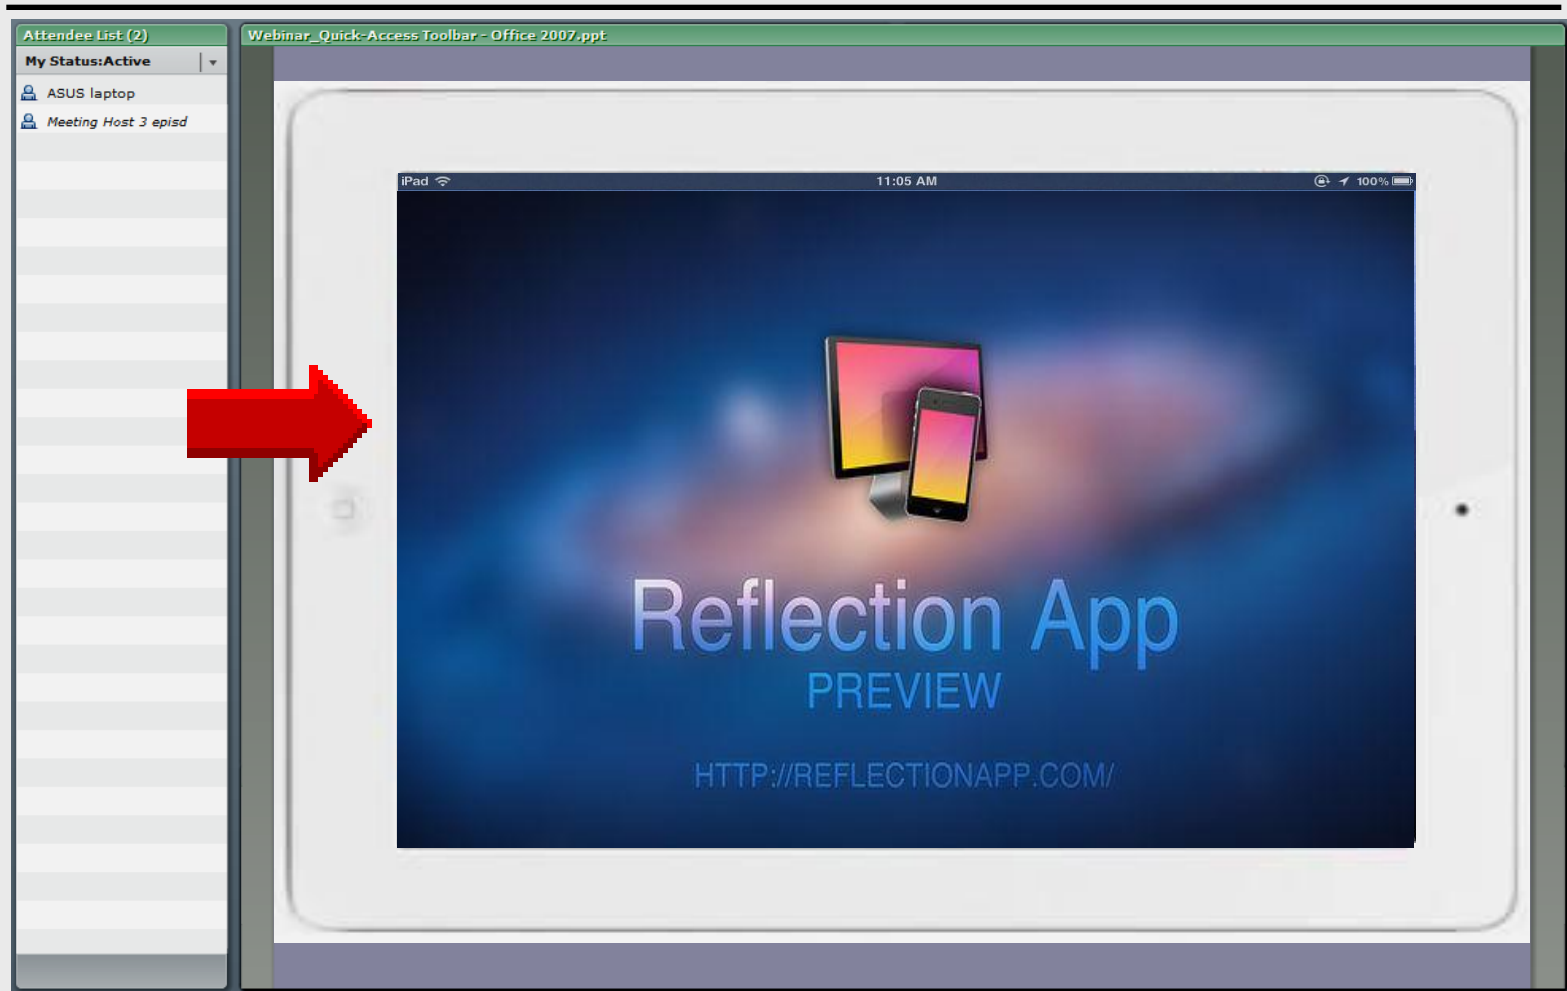 Attendee List (2)
Webinar_Quick-Access Toolbar - Office 2007.ppt
My Status:Active
ASUS laptop
Meeting Host 3 episd
iPad
11:05 AM
100%
Reflection App
PREVIEW
HTTP://REFLECTIONAPP.COM/